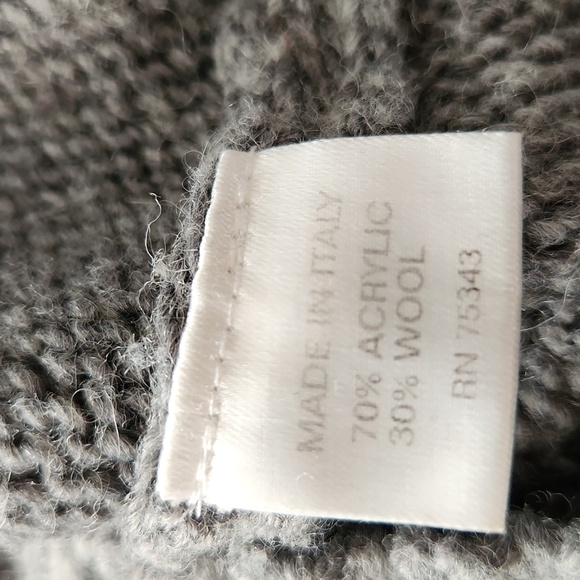 MADE IN ITALY
70% ACRYLIC
30% WOOL
RN 75343